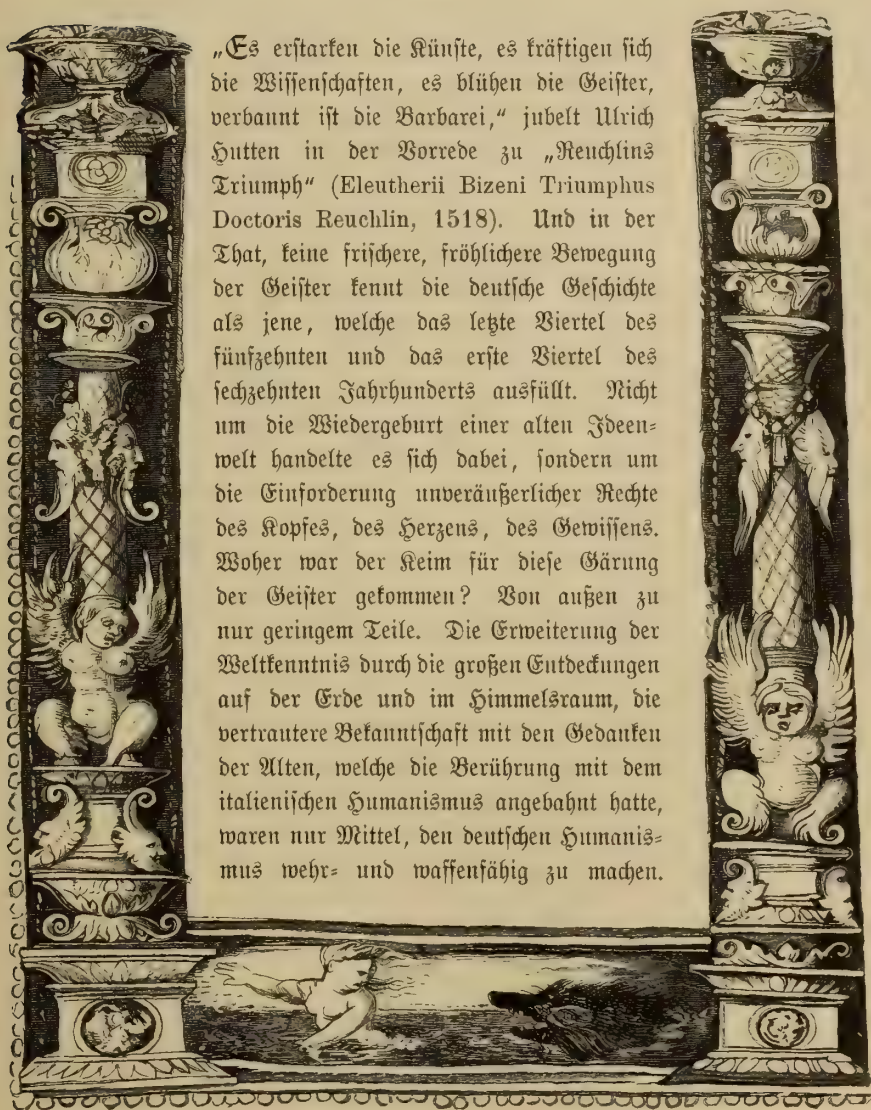 „Es erstarken die Künste, es kräftigen sich
die Wissenschaften, es blühen die Geister,
verbannt ist die Barbarei,“ jubelt Ulrich
Hutten in der Vorrede zu „Reuchlins
Triumph“ (Eleutherii Bizeni Triumphus
Doctoris Reuchlin, 1518). Und in der
That, keine frischere, fröhlichere Bewegung
der Geister kennt die deutsche Geschichte
als jene, welche das letzte Viertel des
fünfzehnten und das erste Viertel des
sechzehnten Jahrhunderts ausfüllt. Nicht
um die Wiedergeburt einer alten Ideen-
welt handelte es sich dabei, sondern um
die Einforderung unveräußerlicher Rechte
des Kopfes, des Herzens, des Gewissens.
Woher war der Keim für diese Gärung
der Geister gekommen? Von außen zu
nur geringem Teile. Die Erweiterung der
Weltkenntnis durch die großen Entdeckungen
auf der Erde und im Himmelsraum, die
vertrautere Bekanntschaft mit den Gedanken
der Alten, welche die Berührung mit dem
italienischen Humanismus angebahnt hatte,
waren nur Mittel, den deutschen Humanis-
mus wehr- und waffenfähig zu machen.